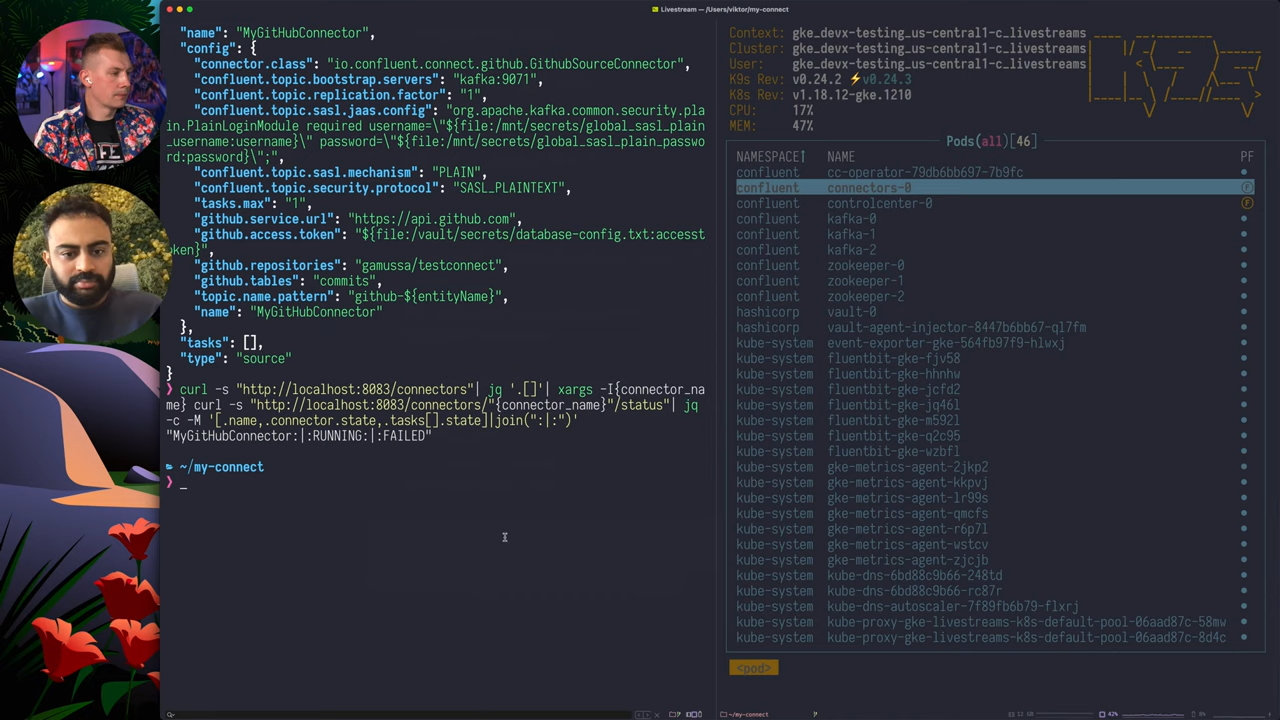 Livestream — /Users/viktor/my-connect
"name": "MyGitHubConnector",
"config": {
"connector.class": "io.confluent.connect.github.GithubSourceConnector",
"confluent.topic.bootstrap.servers": "kafka:9071",
"confluent.topic.replication.factor": "1",
"confluent.topic.sasl.jaas.config": "org.apache.kafka.common.security.pla
in.PlainLoginModule required username=\"${file:/mnt/secrets/global_sasl_plain
_username:username}\" password=\"${file:/mnt/secrets/global_sasl_plain_passwo
rd:password}\";",
"confluent.topic.sasl.mechanism": "PLAIN",
"confluent.topic.security.protocol": "SASL_PLAINTEXT",
"tasks.max": "1",
"github.service.url": "https://api.github.com",
"github.access.token": "${file:/vault/secrets/database-config.txt:accesst
oken}",
"github.repositories": "gamussa/testconnect",
"github.tables": "commits",
"topic.name.pattern": "github-${entityName}",
"name": "MyGitHubConnector"
},
"tasks": [],
"type": "source"
}
❯ curl -s "http://localhost:8083/connectors"| jq '.[]'| xargs -I{connector_na
me} curl -s "http://localhost:8083/connectors/"{connector_name}"/status"| jq
-c -M '[.name,.connector.state,.tasks[].state]|join(":|:")'
"MyGitHubConnector:|:RUNNING:|:FAILED"
~/my-connect
❯ _
Context: gke_devx-testing_us-central1-c_livestreams
Cluster: gke_devx-testing_us-central1-c_livestreams
User: gke_devx-testing_us-central1-c_livestreams
K9s Rev: v0.24.2 ⚡v0.24.3
K8s Rev: v1.18.12-gke.1210
CPU: 17%
MEM: 47%
Pods(all)[46]
NAMESPACE↑ NAME PF
confluent cc-operator-79db6bb697-7b9fc ●
confluent connectors-0 Ⓕ
confluent controlcenter-0 Ⓕ
confluent kafka-0 ●
confluent kafka-1 ●
confluent kafka-2 ●
confluent zookeeper-0 ●
confluent zookeeper-1 ●
confluent zookeeper-2 ●
hashicorp vault-0 ●
hashicorp vault-agent-injector-8447b6bb67-ql7fm ●
kube-system event-exporter-gke-564fb97f9-hlwxj ●
kube-system fluentbit-gke-fjv58 ●
kube-system fluentbit-gke-hhnhw ●
kube-system fluentbit-gke-jcfd2 ●
kube-system fluentbit-gke-jq46l ●
kube-system fluentbit-gke-m592l ●
kube-system fluentbit-gke-q2c95 ●
kube-system fluentbit-gke-wzbfl ●
kube-system gke-metrics-agent-2jkp2 ●
kube-system gke-metrics-agent-kkpvj ●
kube-system gke-metrics-agent-lr99s ●
kube-system gke-metrics-agent-qmcfs ●
kube-system gke-metrics-agent-r6p7l ●
kube-system gke-metrics-agent-wstcv ●
kube-system gke-metrics-agent-zjcjb ●
kube-system kube-dns-6bd88c9b66-248td ●
kube-system kube-dns-6bd88c9b66-rc87r ●
kube-system kube-dns-autoscaler-7f89fb6b79-flxrj ●
kube-system kube-proxy-gke-livestreams-k8s-default-pool-06aad87c-58mw ●
kube-system kube-proxy-gke-livestreams-k8s-default-pool-06aad87c-8d4c ●
<pod>
~/my-connect
42%